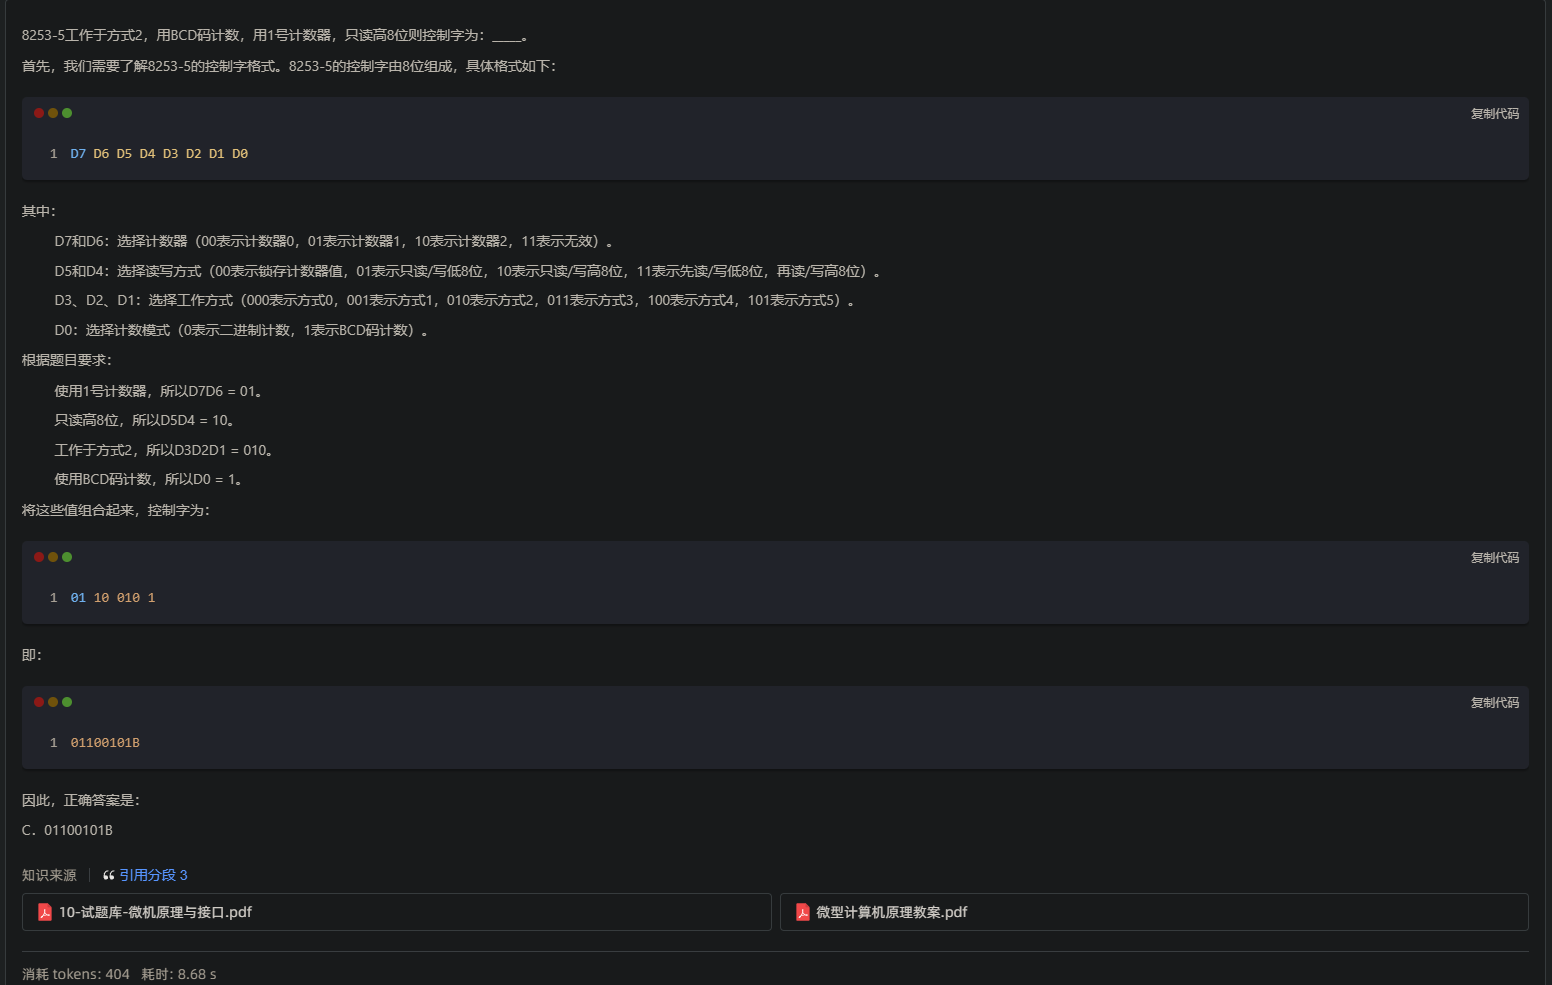 8253-5工作于方式2，用BCD码计数，用1号计数器，只读高8位则控制字为：____。
首先，我们需要了解8253-5的控制字格式。8253-5的控制字由8位组成，具体格式如下：
复制代码
1 D7 D6 D5 D4 D3 D2 D1 D0
其中：
D7和D6：选择计数器（00表示计数器0，01表示计数器1，10表示计数器2，11表示无效）。
D5和D4：选择读写方式（00表示锁存计数器值，01表示只读/写低8位，10表示只读/写高8位，11表示先读/写低8位，再读/写高8位）。
D3、D2、D1：选择工作方式（000表示方式0，001表示方式1，010表示方式2，011表示方式3，100表示方式4，101表示方式5）。
D0：选择计数模式（0表示二进制计数，1表示BCD码计数）。
根据题目要求：
使用1号计数器，所以D7D6 = 01。
只读高8位，所以D5D4 = 10。
工作于方式2，所以D3D2D1 = 010。
使用BCD码计数，所以D0 = 1。
将这些值组合起来，控制字为：
复制代码
1 01 10 010 1
即：
复制代码
1 01100101B
因此，正确答案是：
C．01100101B
知识来源 引用分段 3
10-试题库-微机原理与接口.pdf 微型计算机原理教案.pdf
消耗 tokens: 404 耗时: 8.68 s